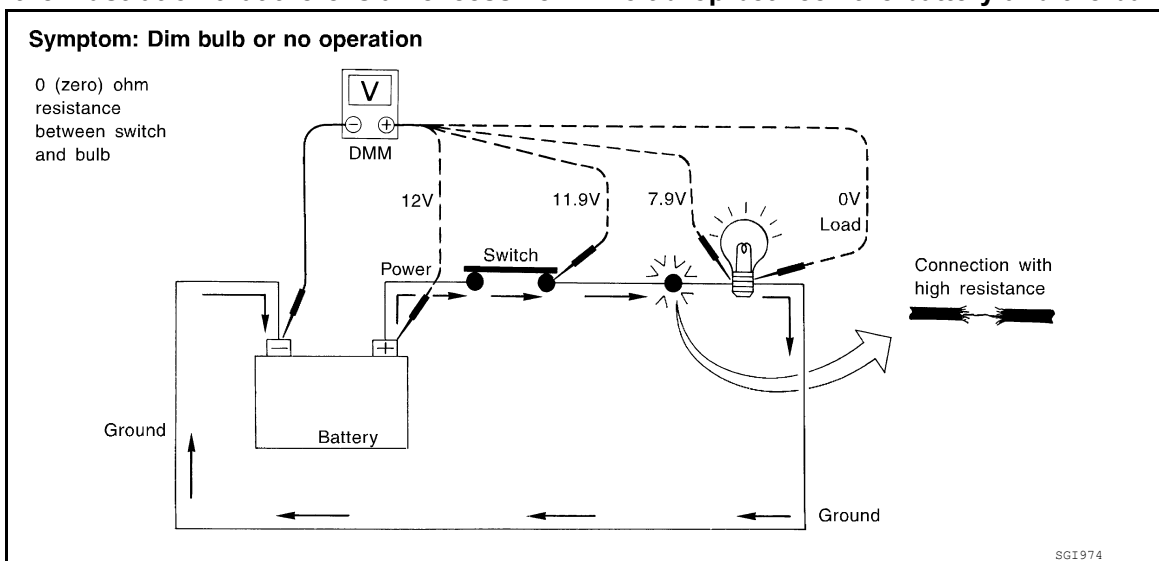 Symptom: Dim bulb or no operation
0 (zero) ohm
resistance
between switch
and bulb
V
DMM
12V
11.9V
7.9V
0V
Load
Switch
Power
Connection with
high resistance
Ground
Battery
Ground
SGI974